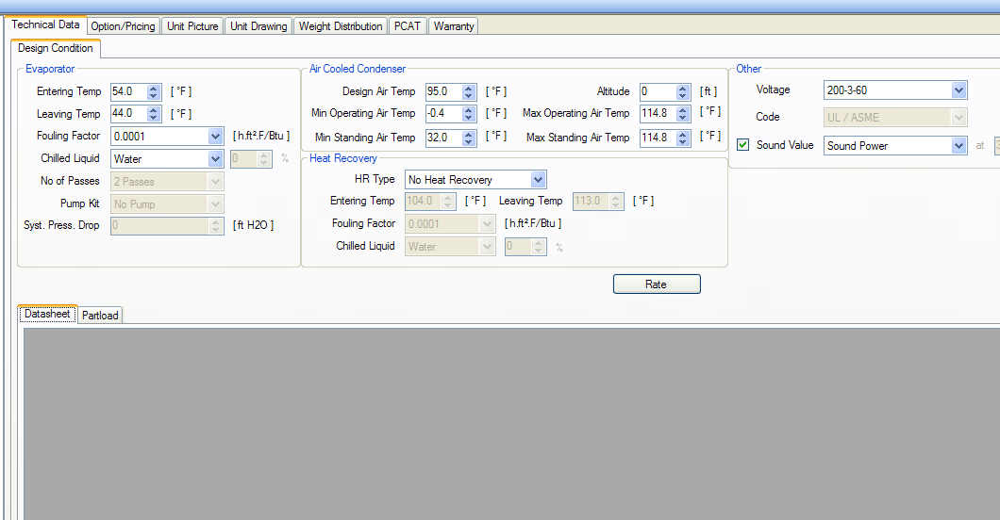 Technical Data Option/Pricing Unit Picture Unit Drawing Weight Distribution PCAT Warranty
Design Condition
Evaporator
Entering Temp 54.0 [ °F ]
Leaving Temp 44.0 [ °F ]
Fouling Factor 0.0001 [ h.ft².F/Btu ]
Chilled Liquid Water 0 %
No of Passes 2 Passes
Pump Kit No Pump
Syst. Press. Drop 0 [ ft H2O ]
Air Cooled Condenser
Design Air Temp 95.0 [ °F ] Altitude 0 [ ft ]
Min Operating Air Temp -0.4 [ °F ] Max Operating Air Temp 114.8 [ °F ]
Min Standing Air Temp 32.0 [ °F ] Max Standing Air Temp 114.8 [ °F ]
Heat Recovery
HR Type No Heat Recovery
Entering Temp 104.0 [ °F ] Leaving Temp 113.0 [ °F ]
Fouling Factor 0.0001 [ h.ft².F/Btu ]
Chilled Liquid Water 0 %
Other
Voltage 200-3-60
Code UL / ASME
Sound Value Sound Power at
Rate
Datasheet Partload